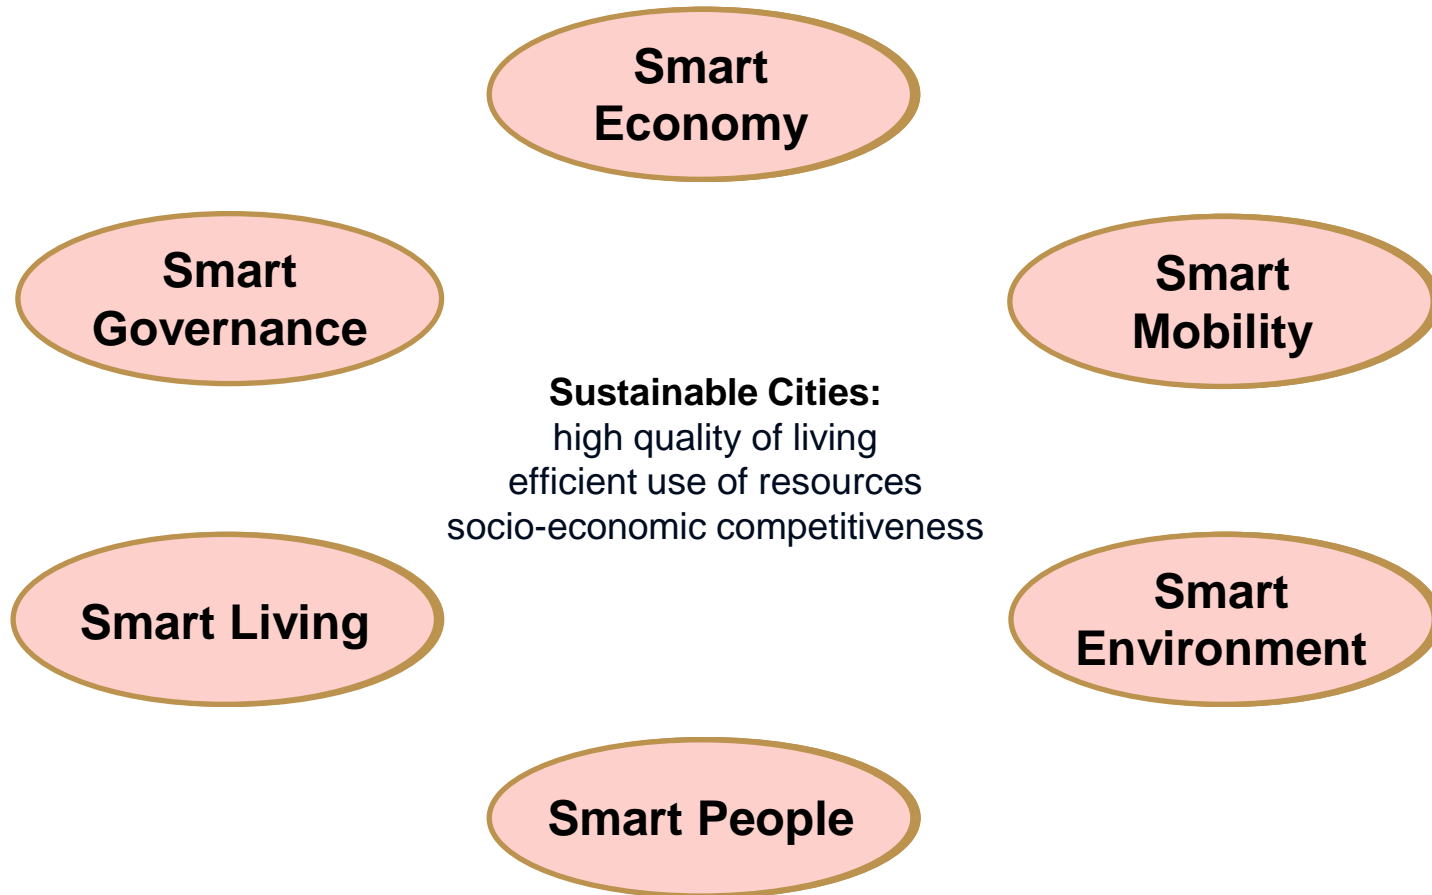 Smart
Economy
Smart
Governance
Smart
Mobility
Sustainable Cities:
high quality of living
efficient use of resources
socio-economic competitiveness
Smart Living
Smart
Environment
Smart People